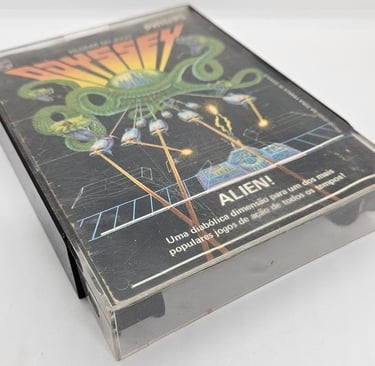 PHILIPS
ODYSSEY
ALIEN!
Uma diabólica dimensão para um dos mais
populares jogos de ação de todos os tempos!